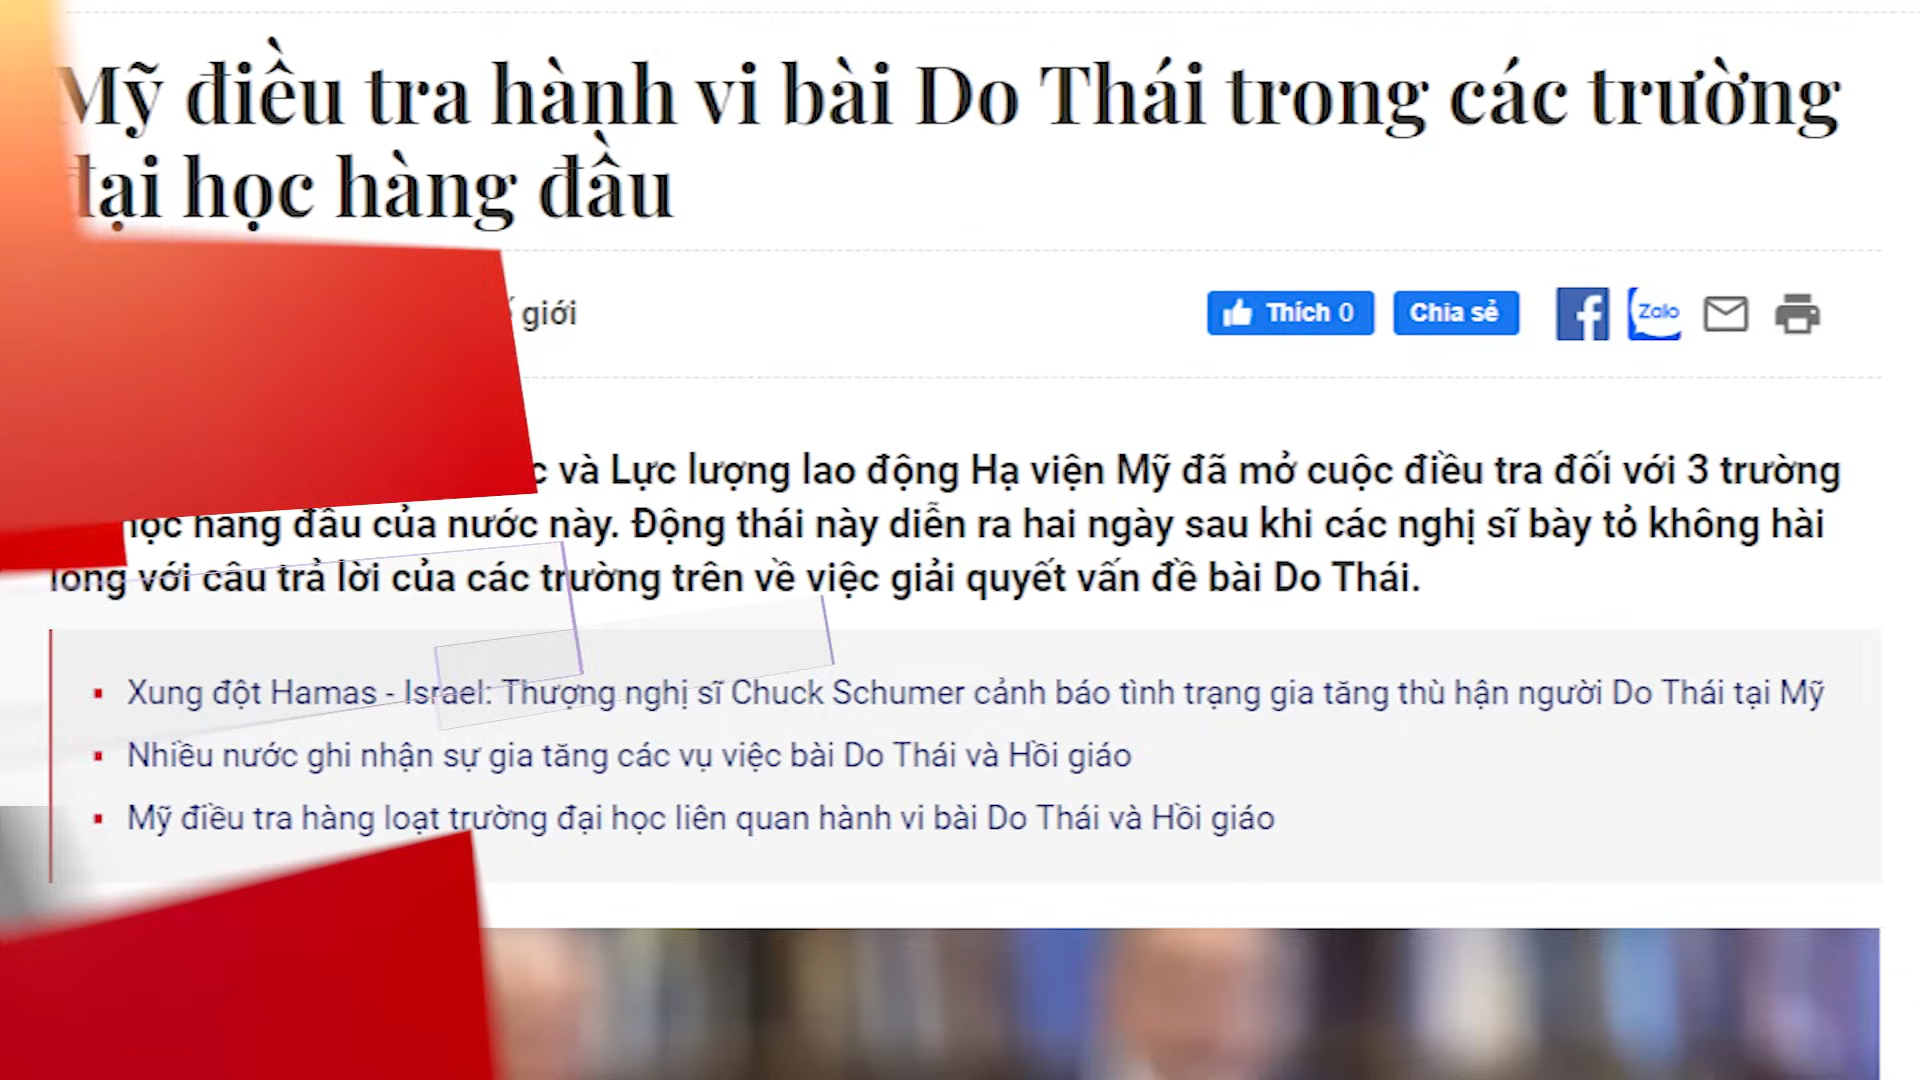 Mỹ điều tra hành vi bài Do Thái trong các trường
đại học hàng đầu
giới
Thích 0
Chia sẻ
Zalo
và Lực lượng lao động Hạ viện Mỹ đã mở cuộc điều tra đối với 3 trường
học hàng đầu của nước này. Động thái này diễn ra hai ngày sau khi các nghị sĩ bày tỏ không hài
lòng với câu trả lời của các trường trên về việc giải quyết vấn đề bài Do Thái.
Xung đột Hamas - Israel: Thượng nghị sĩ Chuck Schumer cảnh báo tình trạng gia tăng thù hận người Do Thái tại Mỹ
Nhiều nước ghi nhận sự gia tăng các vụ việc bài Do Thái và Hồi giáo
Mỹ điều tra hàng loạt trường đại học liên quan hành vi bài Do Thái và Hồi giáo